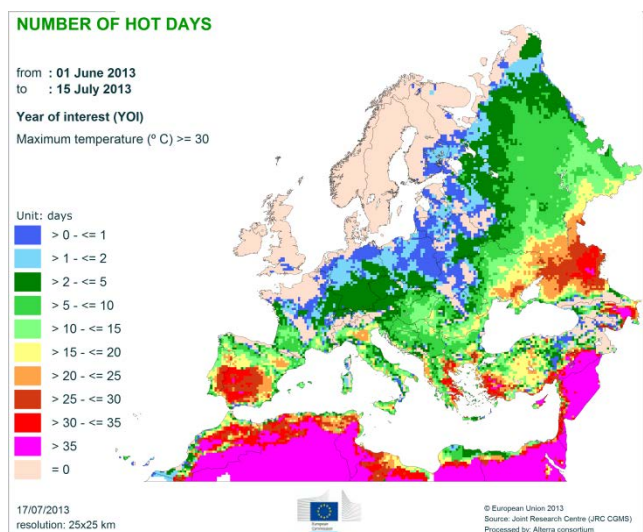 NUMBER OF HOT DAYS
from : 01 June 2013
to : 15 July 2013
Year of interest (YOI)
Maximum temperature (º C) >= 30
Unit: days
> 0 - <= 1
> 1 - <= 2
> 2 - <= 5
> 5 - <= 10
> 10 - <= 15
> 15 - <= 20
> 20 - <= 25
> 25 - <= 30
> 30 - <= 35
> 35
= 0
17/07/2013
resolution: 25x25 km
European
Commission
© European Union 2013
Source: Joint Research Centre (JRC CGMS)
Processed by: Alterra consortium